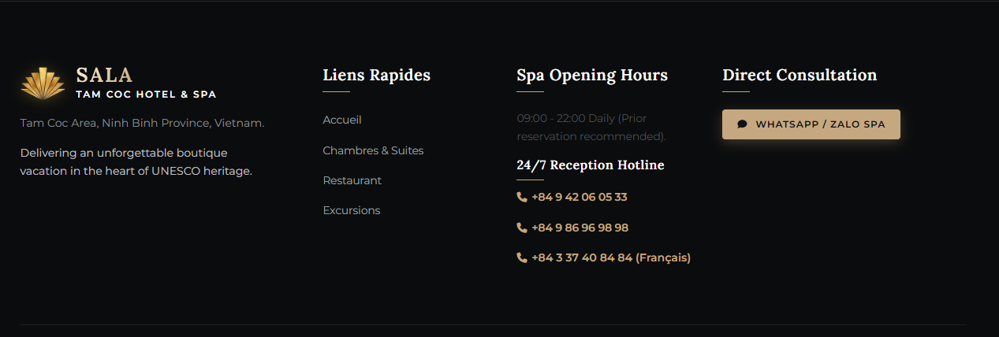 SALA
TAM COC HOTEL & SPA
Tam Coc Area, Ninh Binh Province, Vietnam.
Delivering an unforgettable boutique
vacation in the heart of UNESCO heritage.
Liens Rapides
Accueil
Chambres & Suites
Restaurant
Excursions
Spa Opening Hours
09:00 - 22:00 Daily (Prior
reservation recommended).
24/7 Reception Hotline
+84 9 42 06 05 33
+84 9 86 96 98 98
+84 3 37 40 84 84 (Français)
Direct Consultation
WHATSAPP / ZALO SPA